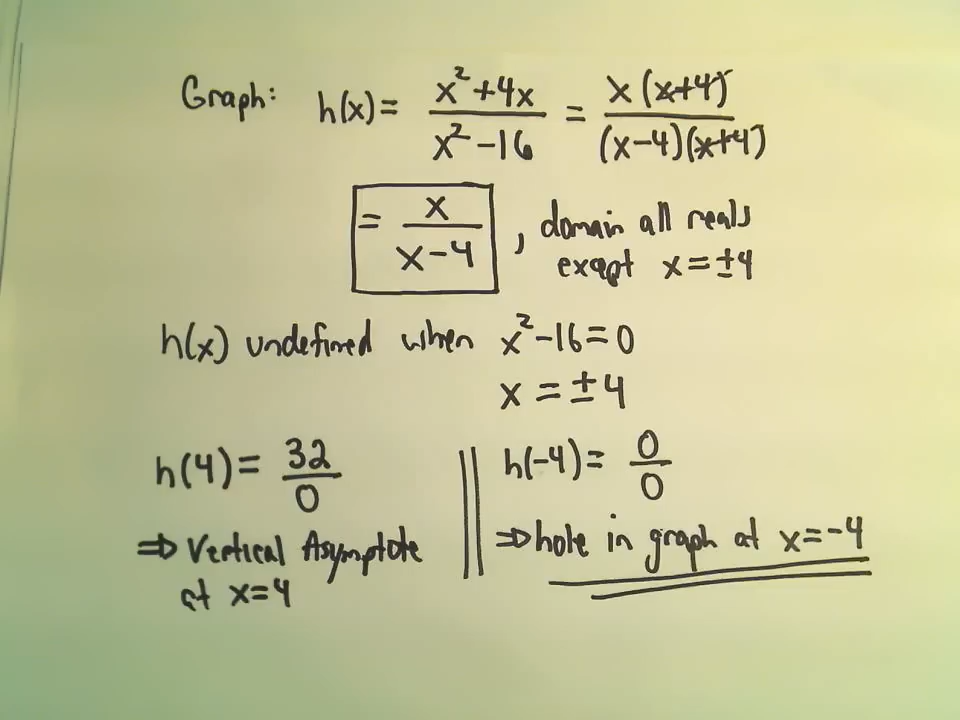 Graph: h(x) = x² + 4x / x² - 16 = x (x+4) / (x-4)(x+4)
= x / x - 4 , domain all reals
exept x = ±4
h(x) undefined when x² - 16 = 0
x = ±4
h(4) = 32 / 0
⇒ Vertical Asymptote
at x=4
h(-4) = 0 / 0
⇒ hole in graph at x = -4